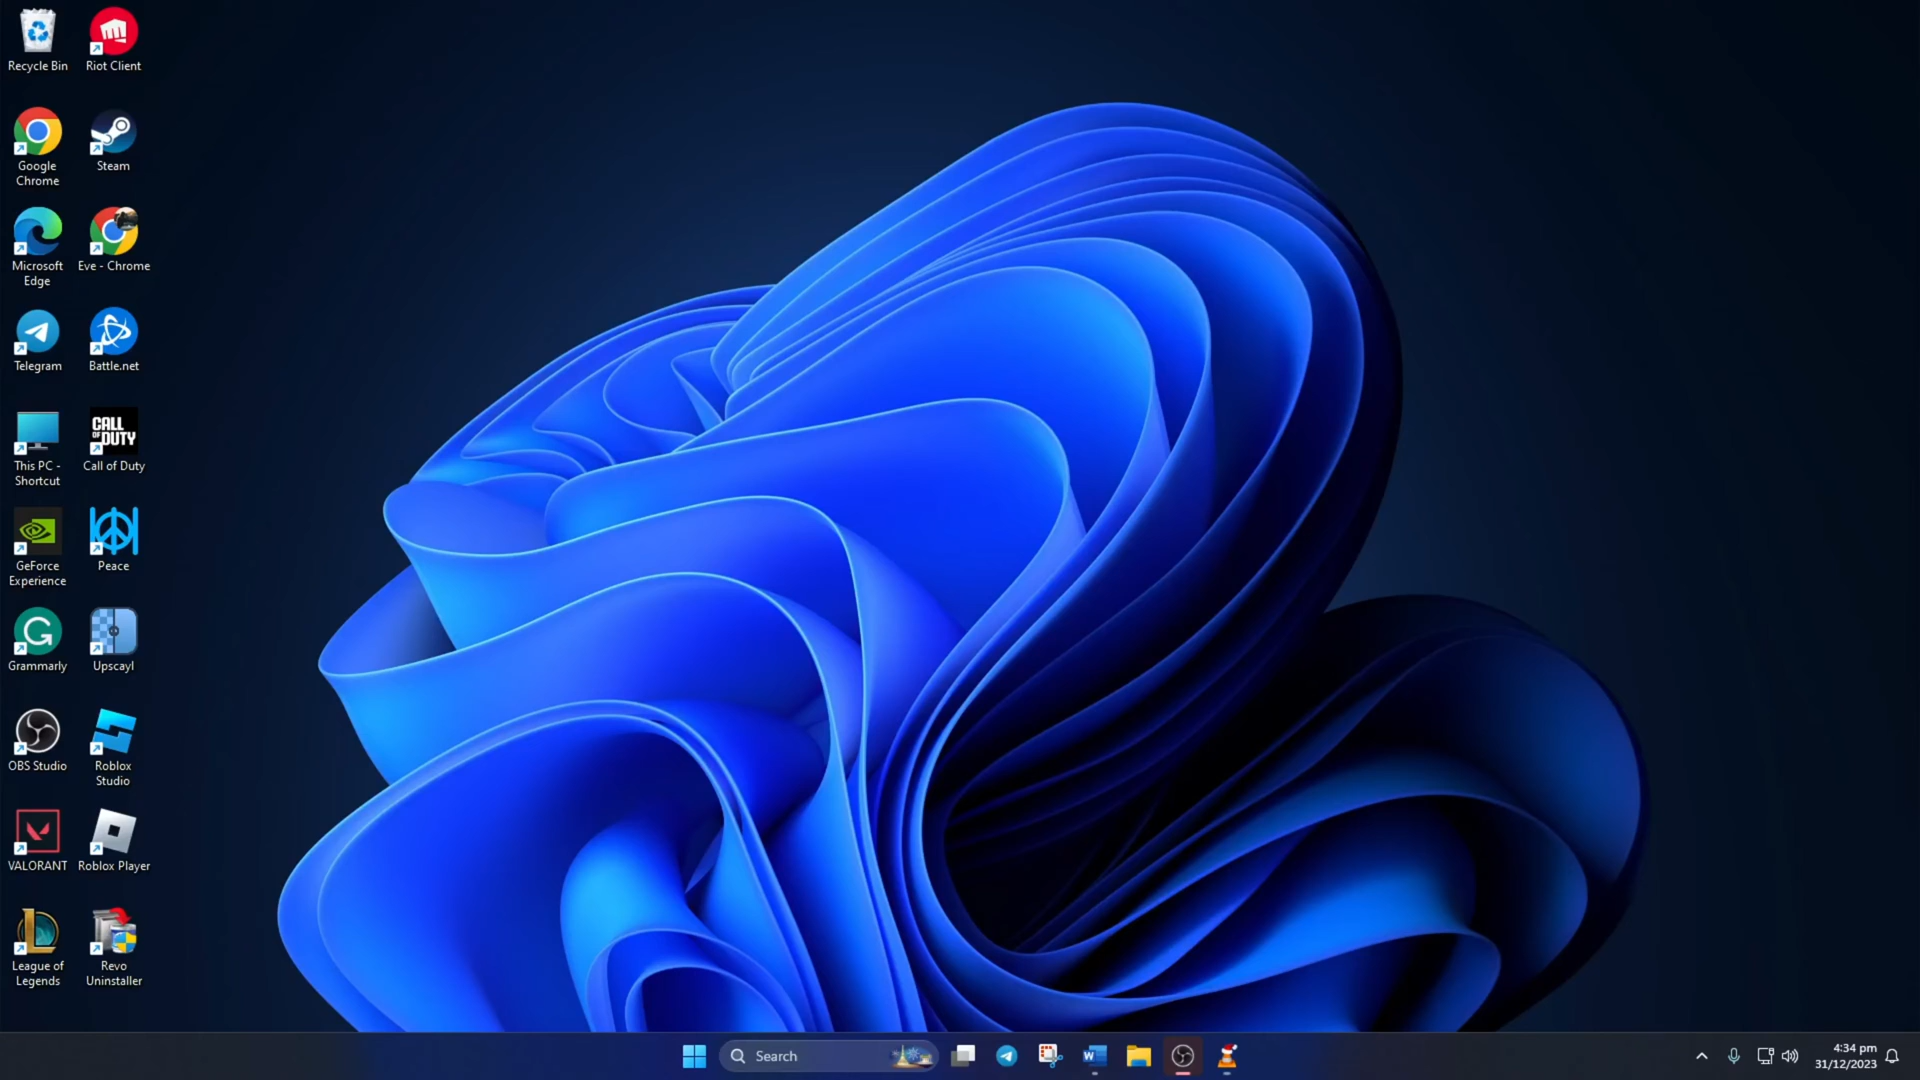 Recycle Bin
Riot Client
Google
Chrome
Steam
Microsoft
Edge
Eve - Chrome
Telegram
Battle.net
This PC -
Shortcut
CALL
OF DUTY
Call of Duty
GeForce
Experience
Peace
Grammarly
Upscayl
OBS Studio
Roblox
Studio
VALORANT
Roblox Player
League of
Legends
Revo
Uninstaller
Search
4:34 pm
31/12/2023